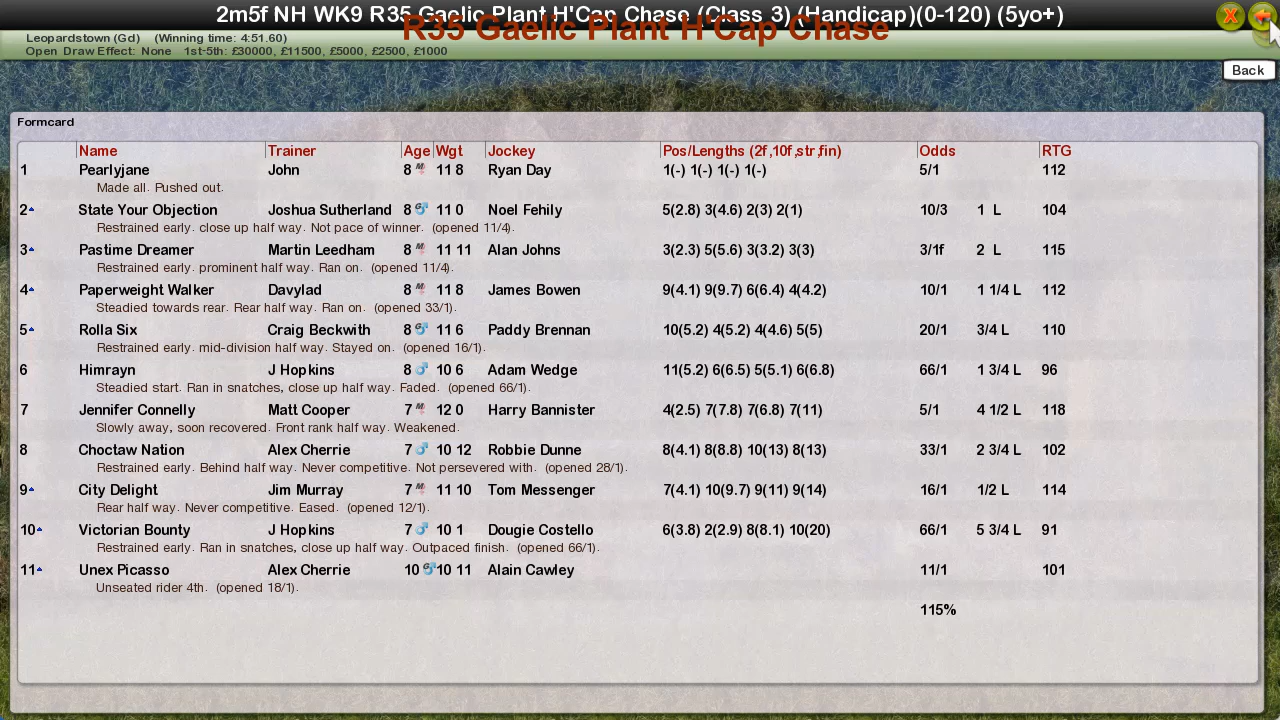 2m5f NH WK9 R35 Gaelic Plant H'Cap Chase (Class 3) (Handicap)(0-120) (5yo+)
R35 Gaelic Plant H'Cap Chase
Leopardstown (Gd) (Winning time: 4:51.60)
Open Draw Effect: None 1st-5th: £30000, £11500, £5000, £2500, £1000
X
Back
Formcard
Name Trainer Age Wgt Jockey Pos/Lengths (2f,10f,str,fin) Odds RTG
1 Pearlyjane John 8 M 11 8 Ryan Day 1(-) 1(-) 1(-) 1(-) 5/1 112
Made all. Pushed out.
2 State Your Objection Joshua Sutherland 8 G 11 0 Noel Fehily 5(2.8) 3(4.6) 2(3) 2(1) 10/3 1 L 104
Restrained early. close up half way. Not pace of winner. (opened 11/4).
3 Pastime Dreamer Martin Leedham 8 M 11 11 Alan Johns 3(2.3) 5(5.6) 3(3.2) 3(3) 3/1f 2 L 115
Restrained early. prominent half way. Ran on. (opened 11/4).
4 Paperweight Walker Davylad 8 M 11 8 James Bowen 9(4.1) 9(9.7) 6(6.4) 4(4.2) 10/1 1 1/4 L 112
Steadied towards rear. Rear half way. Ran on. (opened 33/1).
5 Rolla Six Craig Beckwith 8 G 11 6 Paddy Brennan 10(5.2) 4(5.2) 4(4.6) 5(5) 20/1 3/4 L 110
Restrained early. mid-division half way. Stayed on. (opened 16/1).
6 Himrayn J Hopkins 8 10 6 Adam Wedge 11(5.2) 6(6.5) 5(5.1) 6(6.8) 66/1 1 3/4 L 96
Steadied start. Ran in snatches, close up half way. Faded. (opened 66/1).
7 Jennifer Connelly Matt Cooper 7 M 12 0 Harry Bannister 4(2.5) 7(7.8) 7(6.8) 7(11) 5/1 4 1/2 L 118
Slowly away, soon recovered. Front rank half way. Weakened.
8 Choctaw Nation Alex Cherrie 7 10 12 Robbie Dunne 8(4.1) 8(8.8) 10(13) 8(13) 33/1 2 3/4 L 102
Restrained early. Behind half way. Never competitive. Not persevered with. (opened 28/1).
9 City Delight Jim Murray 7 M 11 10 Tom Messenger 7(4.1) 10(9.7) 9(11) 9(14) 16/1 1/2 L 114
Rear half way. Never competitive. Eased. (opened 12/1).
10 Victorian Bounty J Hopkins 7 10 1 Dougie Costello 6(3.8) 2(2.9) 8(8.1) 10(20) 66/1 5 3/4 L 91
Restrained early. Ran in snatches, close up half way. Outpaced finish. (opened 66/1).
11 Unex Picasso Alex Cherrie 10 G 10 11 Alain Cawley 11/1 101
Unseated rider 4th. (opened 18/1).
115%